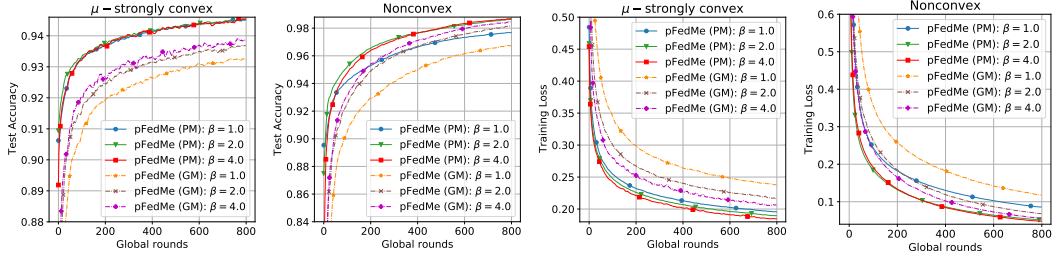 μ − strongly convex
Test Accuracy
0.94
0.93
0.92
0.91
0.90
0.89
0.88
pFedMe (PM): β = 1.0
pFedMe (PM): β = 2.0
pFedMe (PM): β = 4.0
pFedMe (GM): β = 1.0
pFedMe (GM): β = 2.0
pFedMe (GM): β = 4.0
0 200 400 600 800
Global rounds
Nonconvex
Test Accuracy
0.98
0.96
0.94
0.92
0.90
0.88
0.86
0.84
pFedMe (PM): β = 1.0
pFedMe (PM): β = 2.0
pFedMe (PM): β = 4.0
pFedMe (GM): β = 1.0
pFedMe (GM): β = 2.0
pFedMe (GM): β = 4.0
0 200 400 600 800
Global rounds
μ − strongly convex
Training Loss
0.50
0.45
0.40
0.35
0.30
0.25
0.20
pFedMe (PM): β = 1.0
pFedMe (PM): β = 2.0
pFedMe (PM): β = 4.0
pFedMe (GM): β = 1.0
pFedMe (GM): β = 2.0
pFedMe (GM): β = 4.0
0 200 400 600 800
Global rounds
Nonconvex
Training Loss
0.6
0.5
0.4
0.3
0.2
0.1
pFedMe (PM): β = 1.0
pFedMe (PM): β = 2.0
pFedMe (PM): β = 4.0
pFedMe (GM): β = 1.0
pFedMe (GM): β = 2.0
pFedMe (GM): β = 4.0
0 200 400 600 800
Global rounds